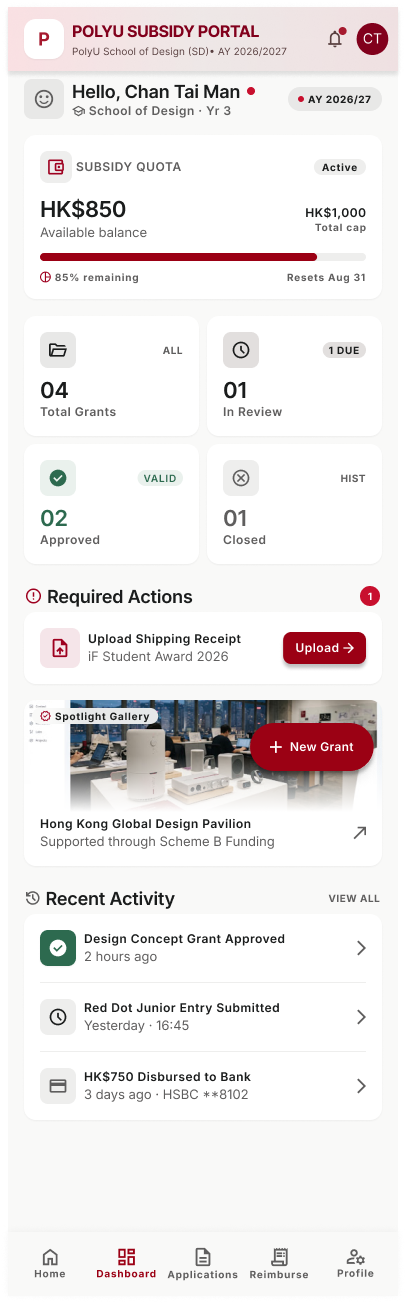 P
POLYU SUBSIDY PORTAL
PolyU School of Design (SD)• AY 2026/2027
CT
Hello, Chan Tai Man
School of Design · Yr 3
AY 2026/27
SUBSIDY QUOTA
Active
HK$850
Available balance
HK$1,000
Total cap
85% remaining
Resets Aug 31
ALL
04
Total Grants
1 DUE
01
In Review
VALID
02
Approved
HIST
01
Closed
Required Actions
1
Upload Shipping Receipt
iF Student Award 2026
Upload
Spotlight Gallery
New Grant
Hong Kong Global Design Pavilion
Supported through Scheme B Funding
Recent Activity
VIEW ALL
Design Concept Grant Approved
2 hours ago
Red Dot Junior Entry Submitted
Yesterday · 16:45
HK$750 Disbursed to Bank
3 days ago · HSBC **8102
Home
Dashboard
Applications
Reimburse
Profile